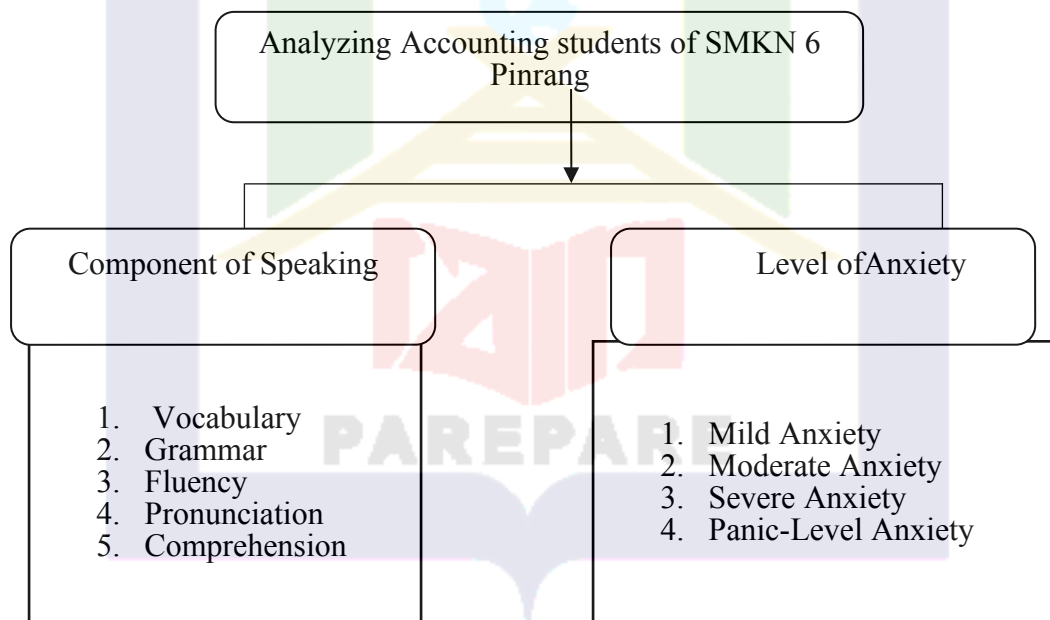 Analyzing Accounting students of SMKN 6
Pinrang
Component of Speaking
Level ofAnxiety
1. Vocabulary
2. Grammar
3. Fluency
4. Pronunciation
5. Comprehension
1. Mild Anxiety
2. Moderate Anxiety
3. Severe Anxiety
4. Panic-Level Anxiety
PAREPARE